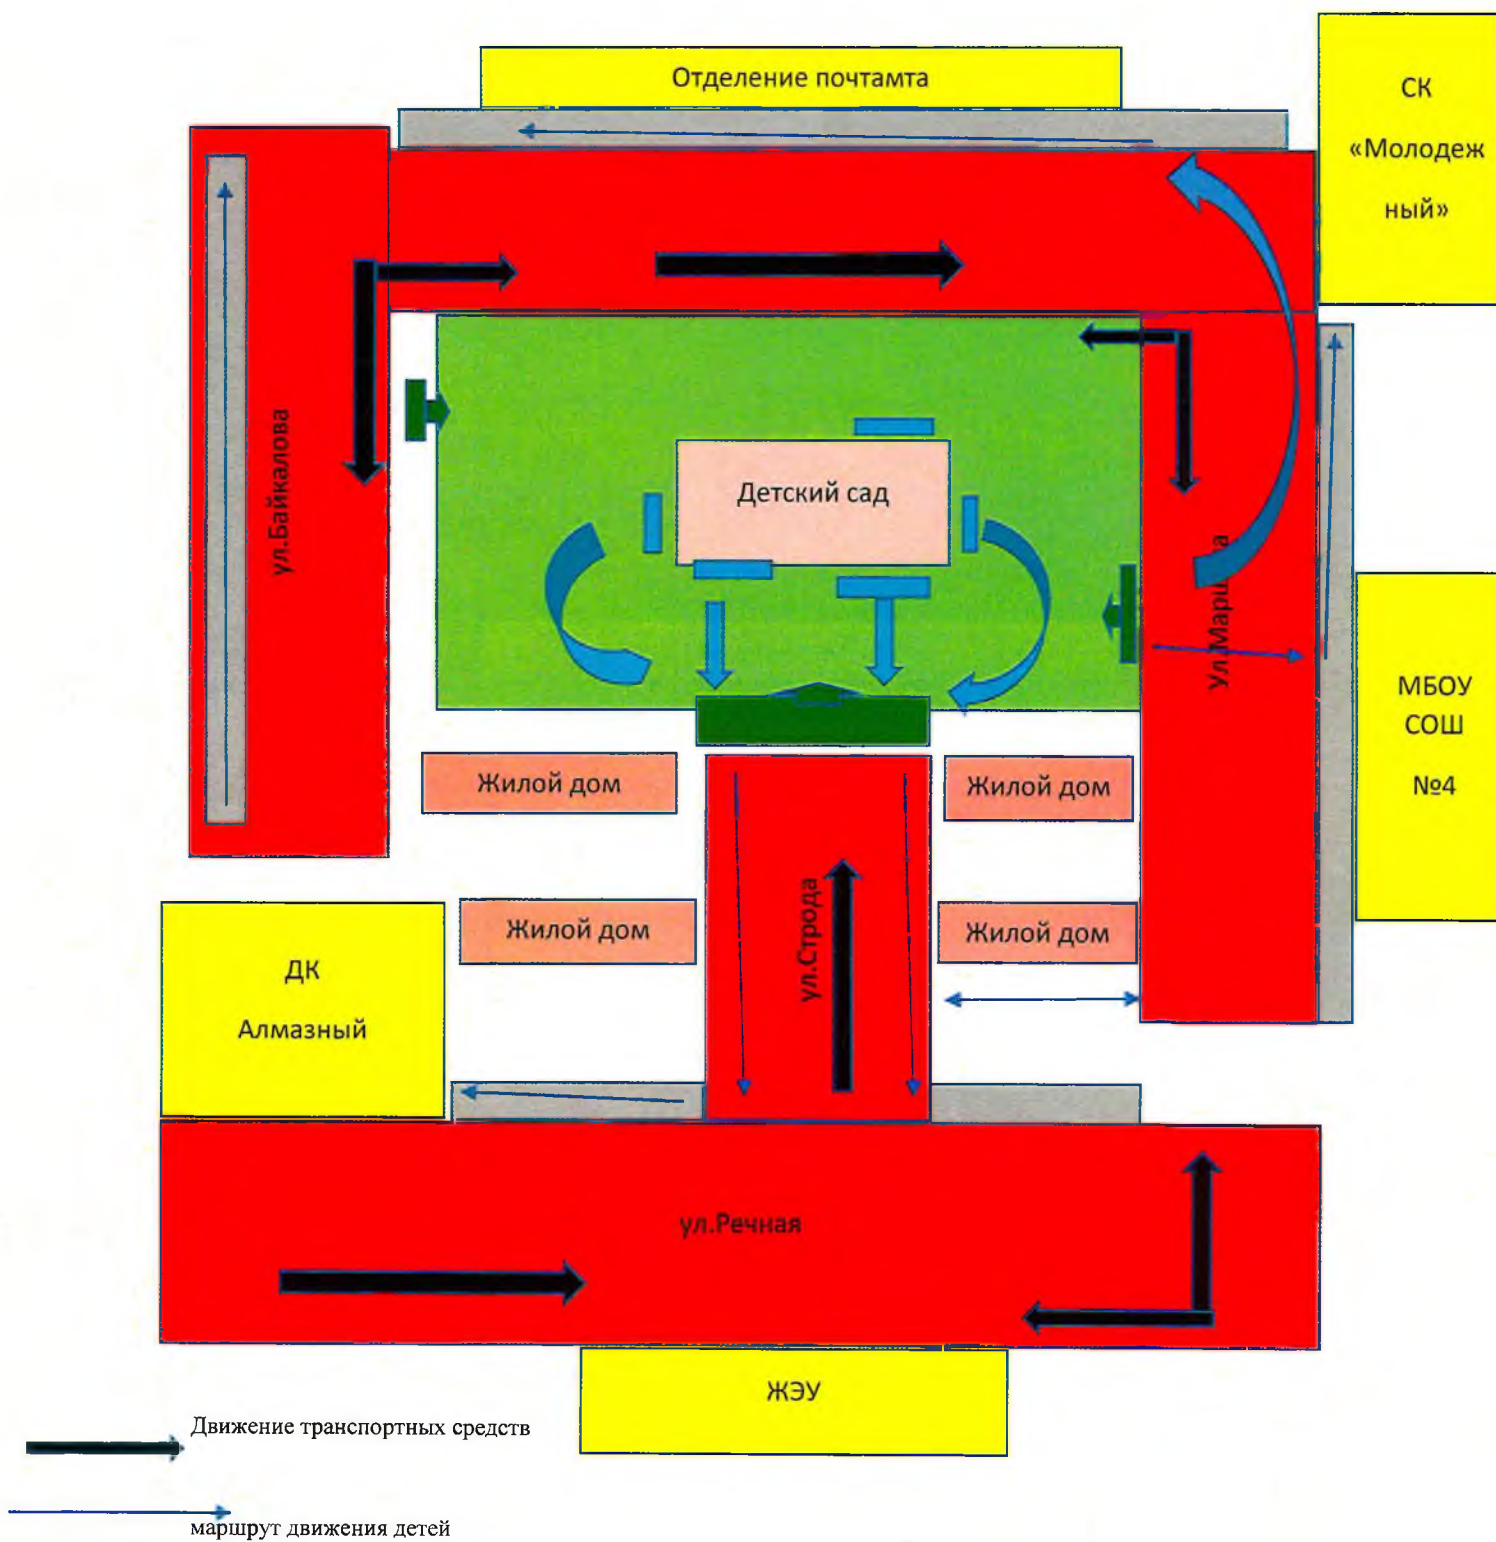 Отделение почтамта
СК
«Молодеж
ный»
ул.Байкалова
Детский сад
МБОУ
СОШ
№4
Жилой дом
Жилой дом
ул.Строда
Жилой дом
Жилой дом
ДК
Алмазный
ул.Речная
ЖЭУ
Движение транспортных средств
маршрут движения детей